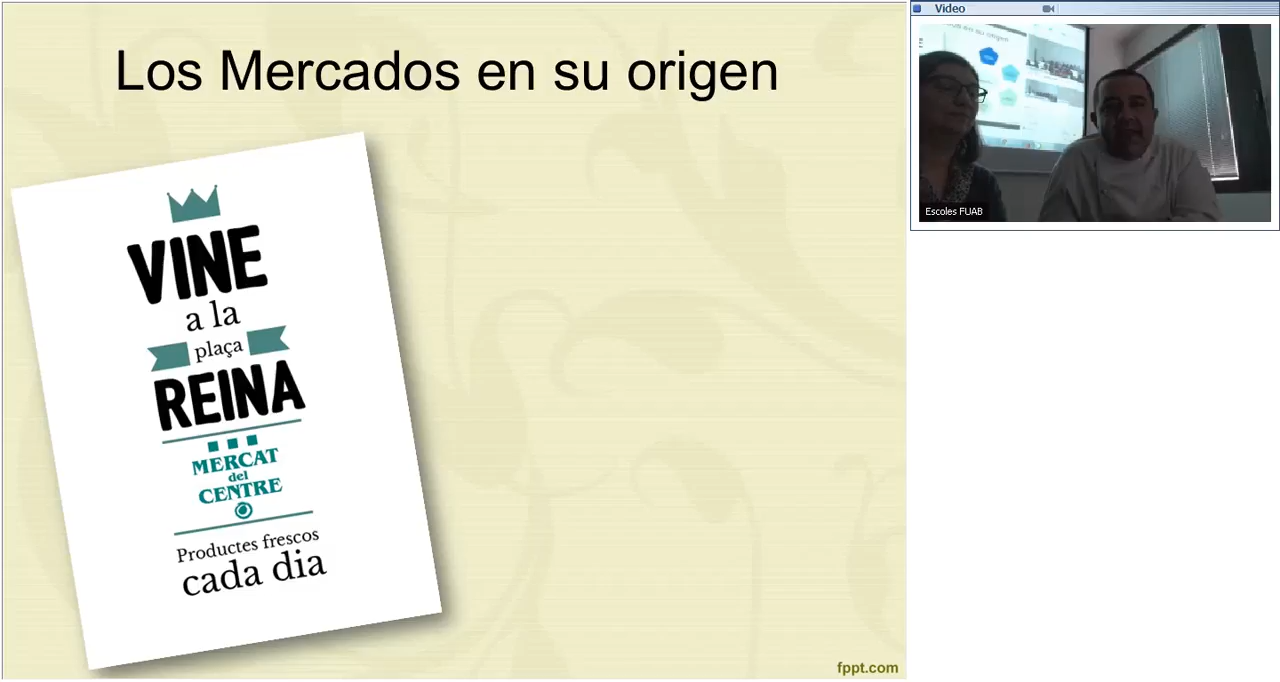 Los Mercados en su origen
VINE
a la
plaça
REINA
MERCAT
del
CENTRE
Productes frescos
cada dia
fppt.com
Video
Escoles FUAB